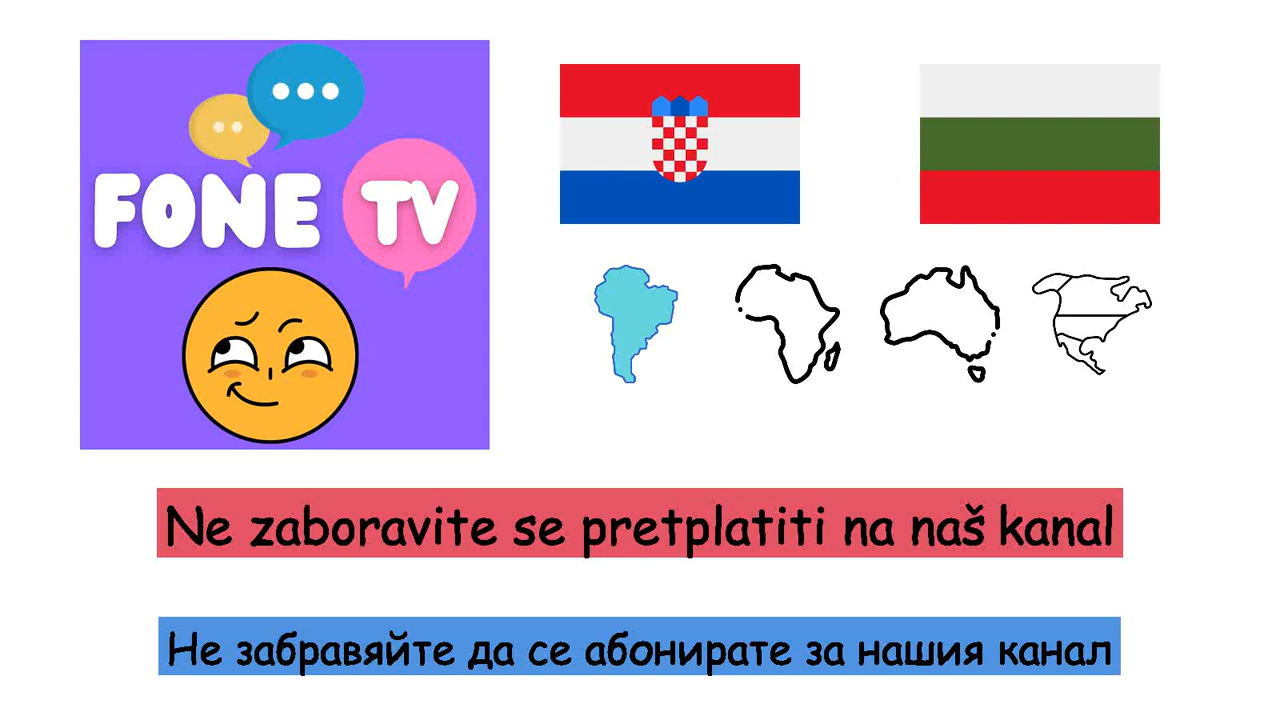 FONE TV
Ne zaboravite se pretplatiti na naš kanal
Не забравяйте да се абонирате за нашия канал